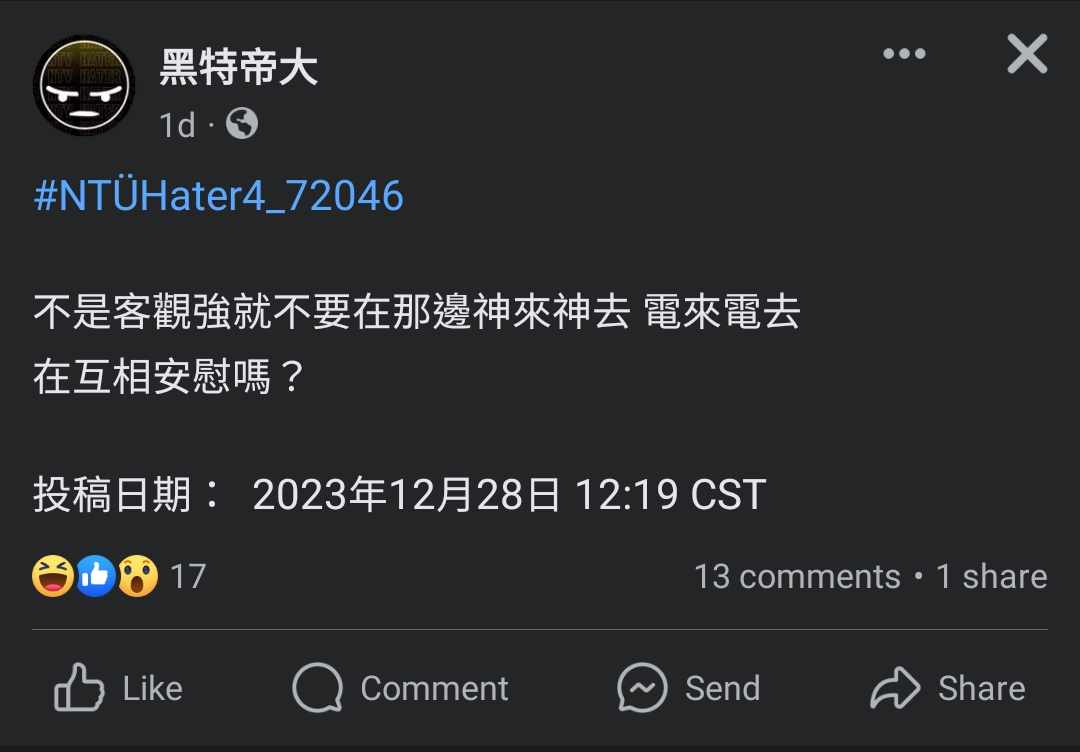 黑特帝大
1d ·
#NTÜHater4_72046
不是客觀強就不要在那邊神來神去 電來電去
在互相安慰嗎？
投稿日期： 2023年12月28日 12:19 CST
17
13 comments • 1 share
Like
Comment
Send
Share